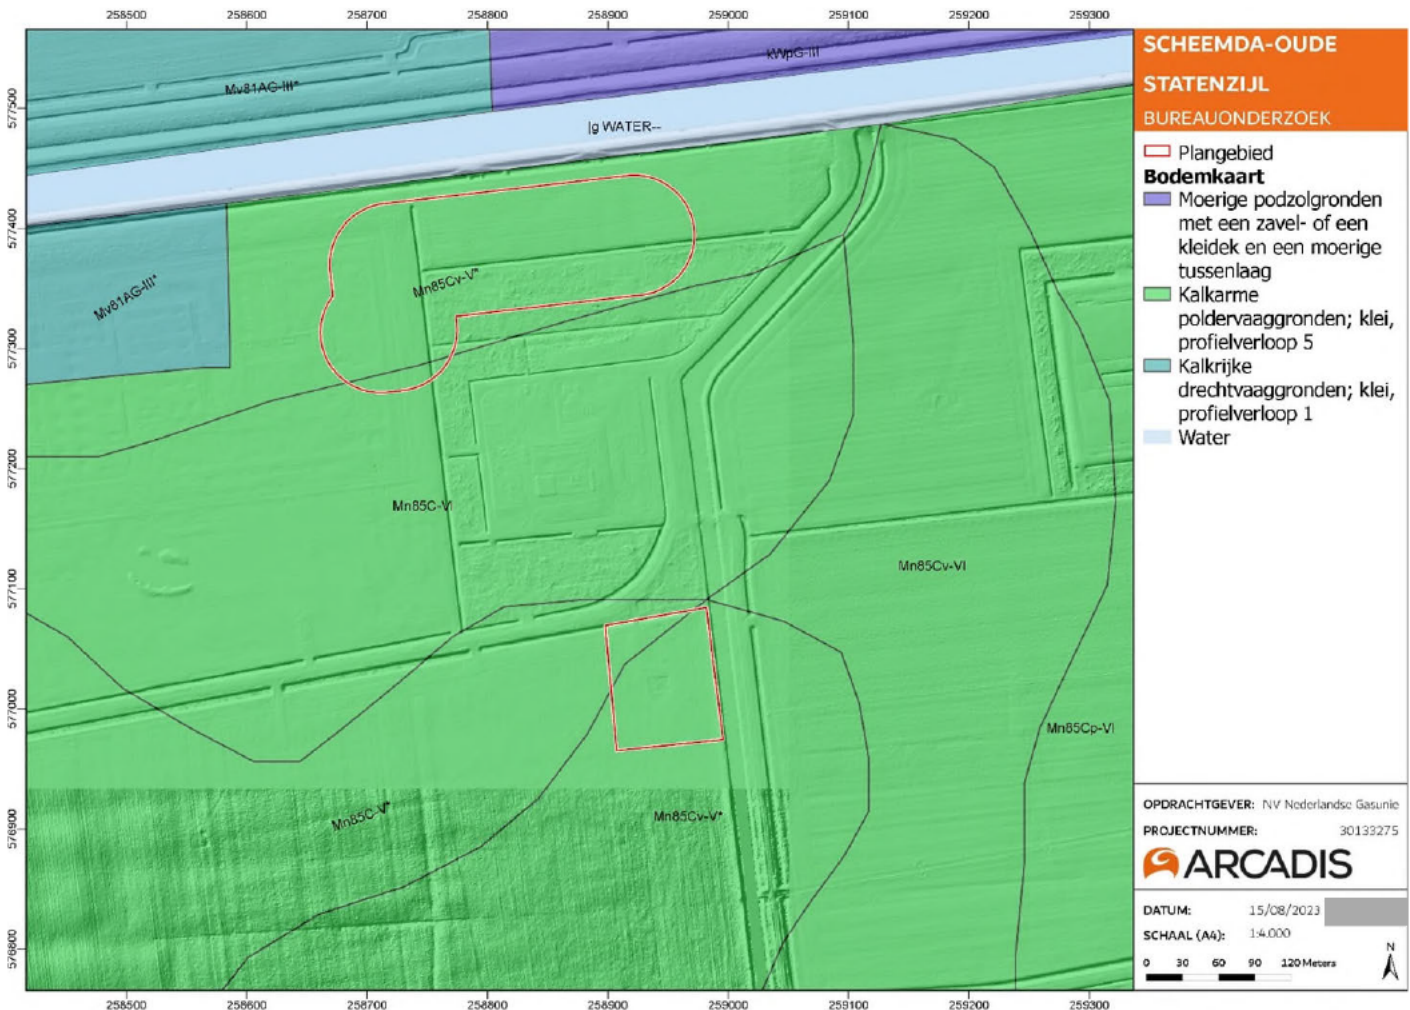 258500 258600 258700 258800 258900 259000 259100 259200 259300
577500
577400
577300
577200
577100
577000
576900
576800
Mv81AG-III*
kWpG-III
|g WATER--
Mv81AG-III*
Mn85Cv-V*
Mn85C-VI
Mn85Cv-VI
Mn85Cp-VI
Mn85C-V*
Mn85Cv-V*
258500 258600 258700 258800 258900 259000 259100 259200 259300
SCHEEMDA-OUDE
STATENZIJL
BUREAUONDERZOEK
Plangebied
Bodemkaart
Moerige podzolgronden
met een zavel- of een
kleidek en een moerige
tussenlaag
Kalkarme
poldervaaggronden; klei,
profielverloop 5
Kalkrijke
drechtvaaggronden; klei,
profielverloop 1
Water
OPDRACHTGEVER: NV Nederlandse Gasunie
PROJECTNUMMER: 30133275
ARCADIS
DATUM: 15/08/2023
SCHAAL (A4): 1:4.000
0 30 60 90 120 Meters
N